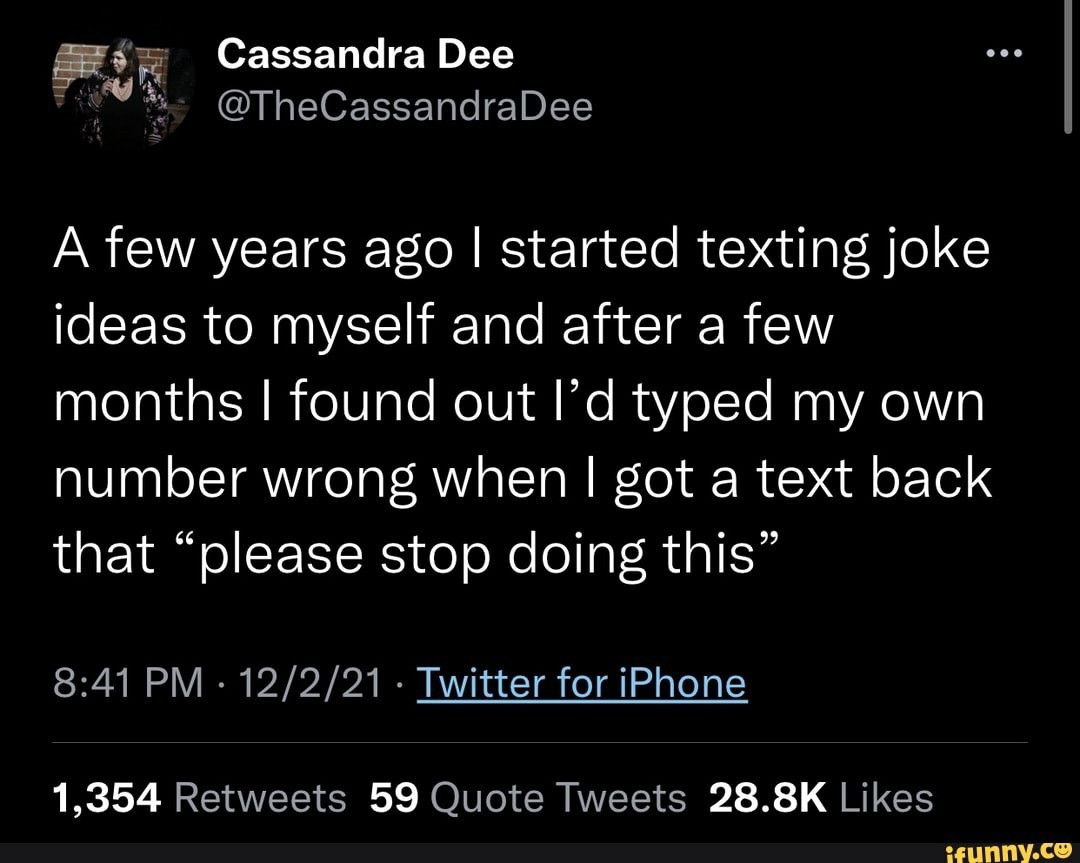 Cassandra Dee
@TheCassandraDee
A few years ago I started texting joke
ideas to myself and after a few
months I found out I’d typed my own
number wrong when I got a text back
that “please stop doing this”
8:41 PM · 12/2/21 · Twitter for iPhone
1,354 Retweets 59 Quote Tweets 28.8K Likes
ifunny.co